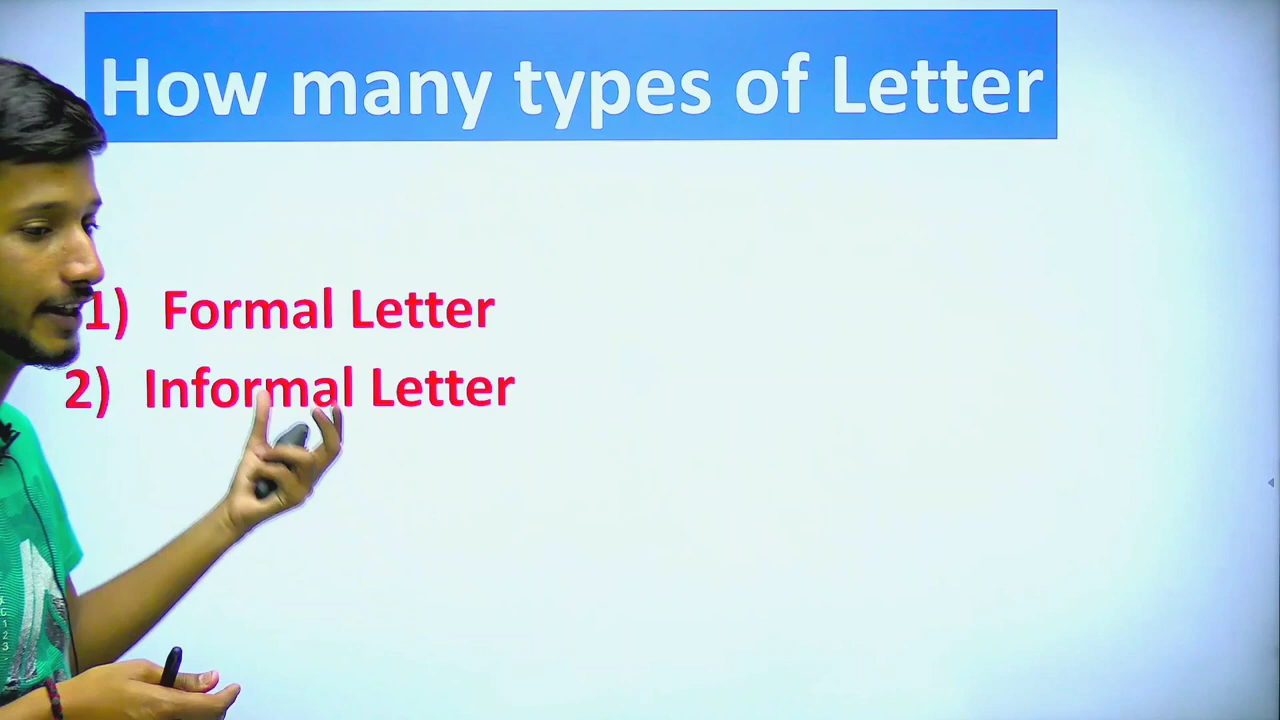 How many types of Letter
1) Formal Letter
2) Informal Letter